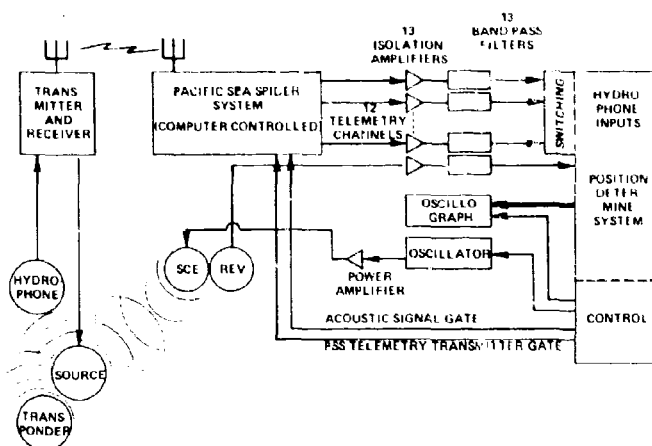 13
ISOLATION
AMPLIFIERS
13
BAND PASS
FILTERS
TRANS
MITTER
AND
RECEIVER
PACIFIC SEA SPIDER
SYSTEM
(COMPUTER CONTROLLED)
12
TELEMETRY
CHANNELS
SWITCHING
HYDRO
PHONE
INPUTS
POSITION
DETER
MINE
SYSTEM
OSCILLO
GRAPH
OSCILLATOR
POWER
AMPLIFIER
SCE
REV
HYDRO
PHONE
CONTROL
ACOUSTIC SIGNAL GATE
PSS TELEMETRY TRANSMITTER GATE
SOURCE
TRANS
PONDER